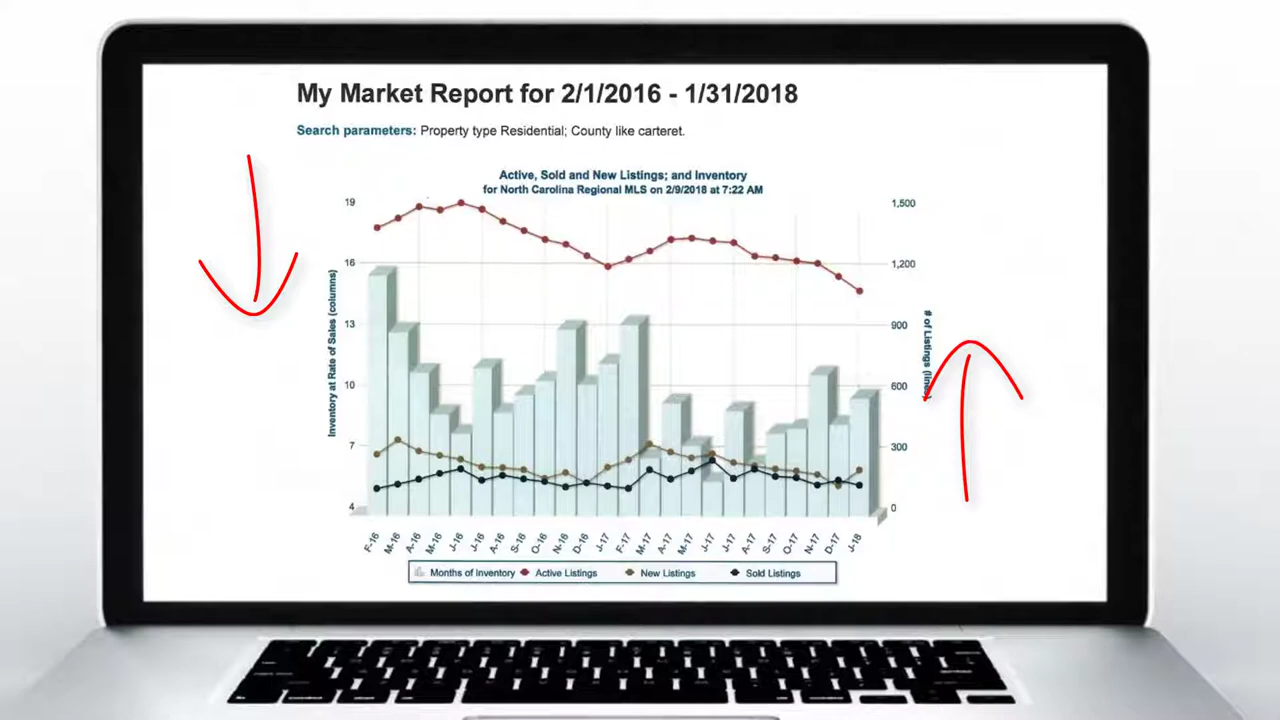 My Market Report for 2/1/2016 - 1/31/2018
Search parameters: Property type Residential; County like carteret.
Active, Sold and New Listings; and Inventory
for North Carolina Regional MLS on 2/9/2018 at 7:22 AM
19
16
13
10
7
4
Inventory at Rate of Sales (columns)
1,500
1,200
900
600
300
0
# of Listings (lines)
F-16
M-16
A-16
M-16
J-16
J-16
A-16
S-16
O-16
N-16
D-16
J-17
F-17
M-17
A-17
M-17
J-17
J-17
A-17
S-17
O-17
N-17
D-17
J-18
Months of Inventory
Active Listings
New Listings
Sold Listings